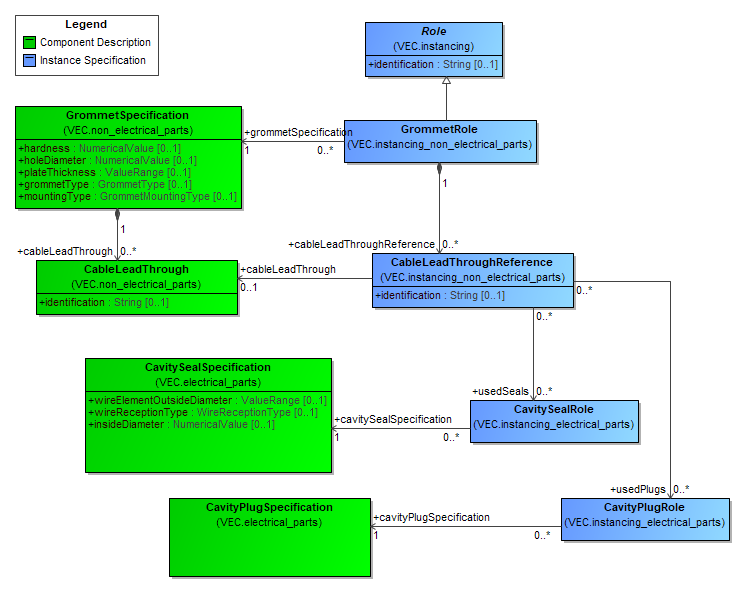 Legend
Component Description
Instance Specification
Role
(VEC.instancing)
+identification : String [0..1]
GrommetSpecification
(VEC.non_electrical_parts)
+hardness : NumericalValue [0..1]
+holeDiameter : NumericalValue [0..1]
+plateThickness : ValueRange [0..1]
+grommetType : GrommetType [0..1]
+mountingType : GrommetMountingType [0..1]
+grommetSpecification
1
0..*
GrommetRole
(VEC.instancing_non_electrical_parts)
1
1
+cableLeadThrough
0..*
+cableLeadThroughReference
0..*
CableLeadThrough
(VEC.non_electrical_parts)
+identification : String [0..1]
+cableLeadThrough
0..1
CableLeadThroughReference
(VEC.instancing_non_electrical_parts)
+identification : String [0..1]
0..*
0..*
CavitySealSpecification
(VEC.electrical_parts)
+wireElementOutsideDiameter : ValueRange [0..1]
+wireReceptionType : WireReceptionType [0..1]
+insideDiameter : NumericalValue [0..1]
+usedSeals
0..*
+cavitySealSpecification
1
0..*
CavitySealRole
(VEC.instancing_electrical_parts)
+usedPlugs
0..*
CavityPlugSpecification
(VEC.electrical_parts)
+cavityPlugSpecification
1
0..*
CavityPlugRole
(VEC.instancing_electrical_parts)